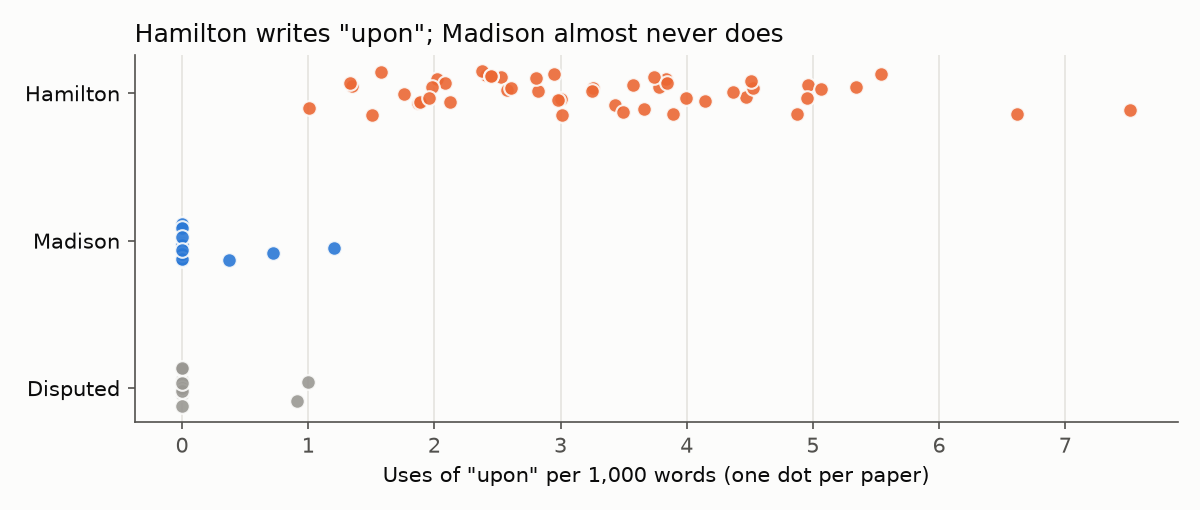 Hamilton writes "upon"; Madison almost never does
Hamilton
Madison
Disputed
0 1 2 3 4 5 6 7
Uses of "upon" per 1,000 words (one dot per paper)